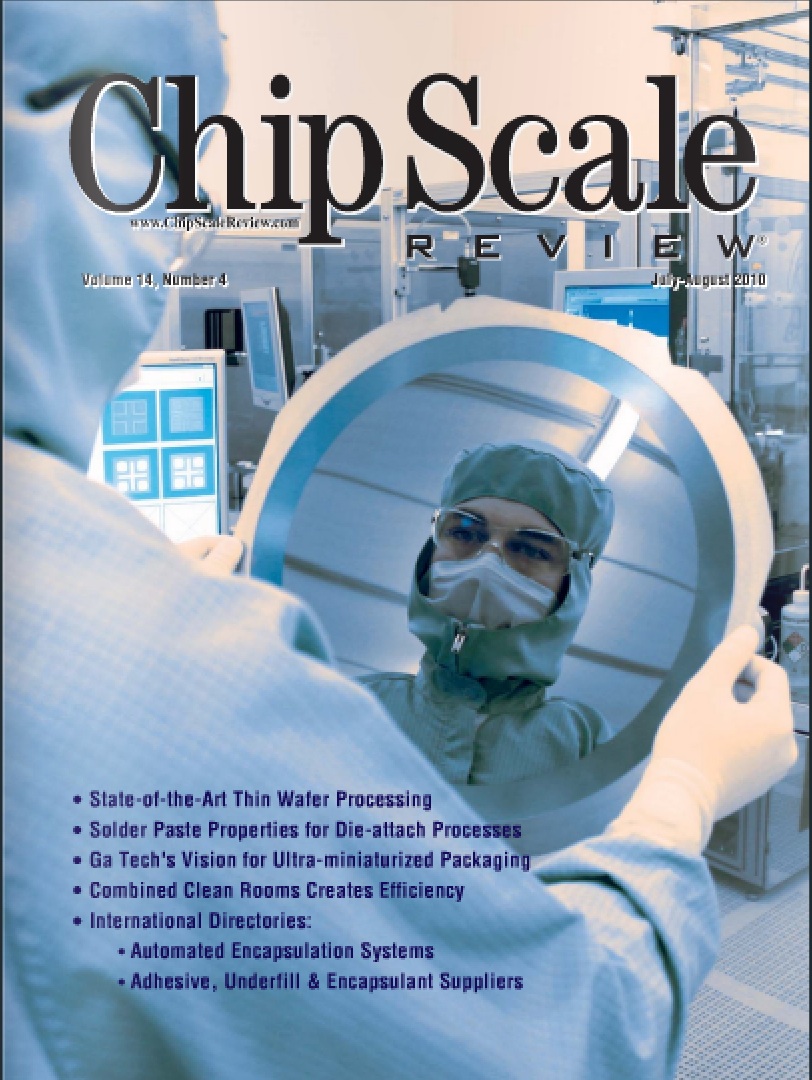 Chip Scale
www.ChipScaleReview.com
REVIEW®
Volume 14, Number 4
July-August 2010
• State-of-the-Art Thin Wafer Processing
• Solder Paste Properties for Die-attach Processes
• Ga Tech's Vision for Ultra-miniaturized Packaging
• Combined Clean Rooms Creates Efficiency
• International Directories:
• Automated Encapsulation Systems
• Adhesive, Underfill & Encapsulant Suppliers